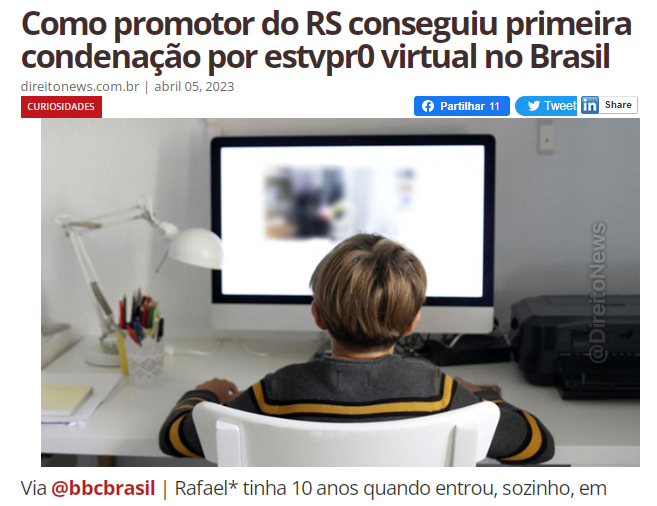 Como promotor do RS conseguiu primeira
condenação por estvpr0 virtual no Brasil
direitonews.com.br | abril 05, 2023
CURIOSIDADES
Partilhar 11
Tweet
in Share
@DireitoNews
Via @bbcbrasil | Rafael* tinha 10 anos quando entrou, sozinho, em